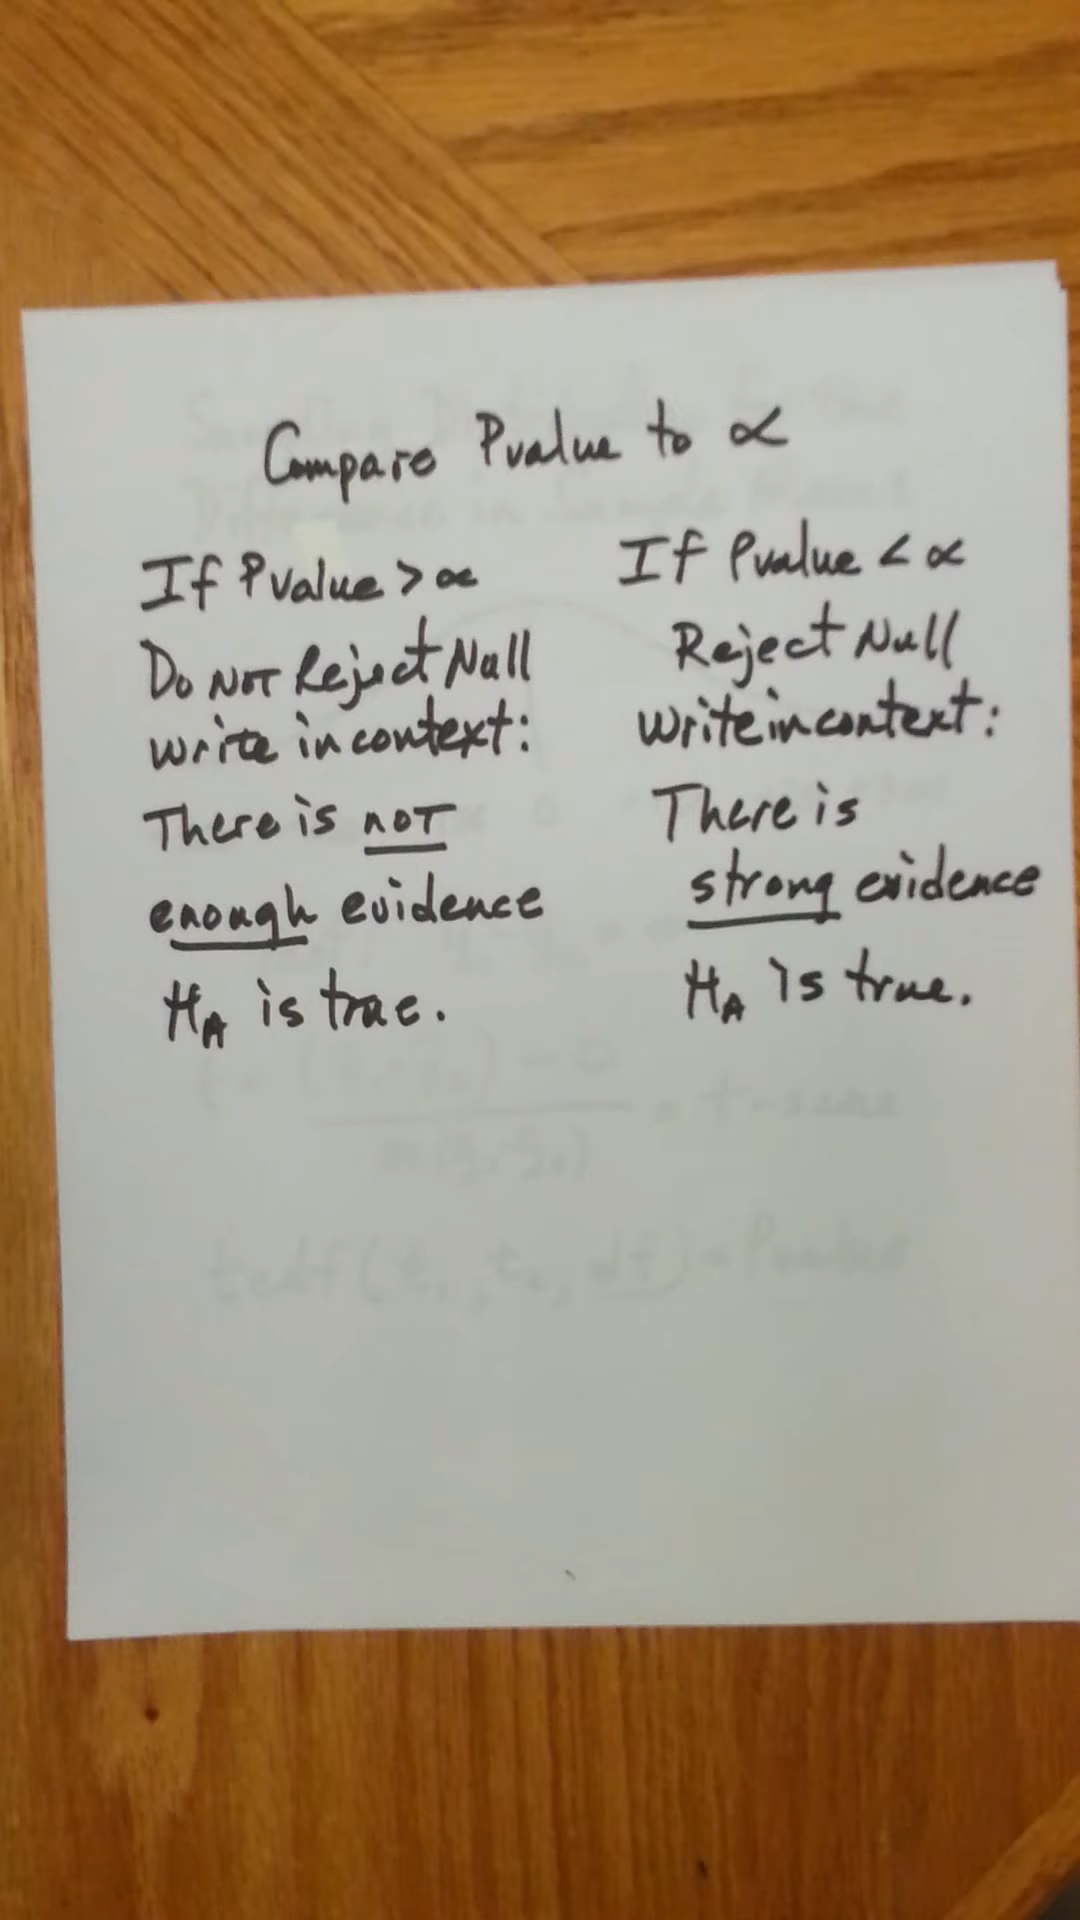 Compare Pvalue to α
If Pvalue > α
Do NOT Reject Null
write in context:
There is not
enough evidence
HA is true.
If Pvalue < α
Reject Null
write in context:
There is
strong evidence
HA is true.